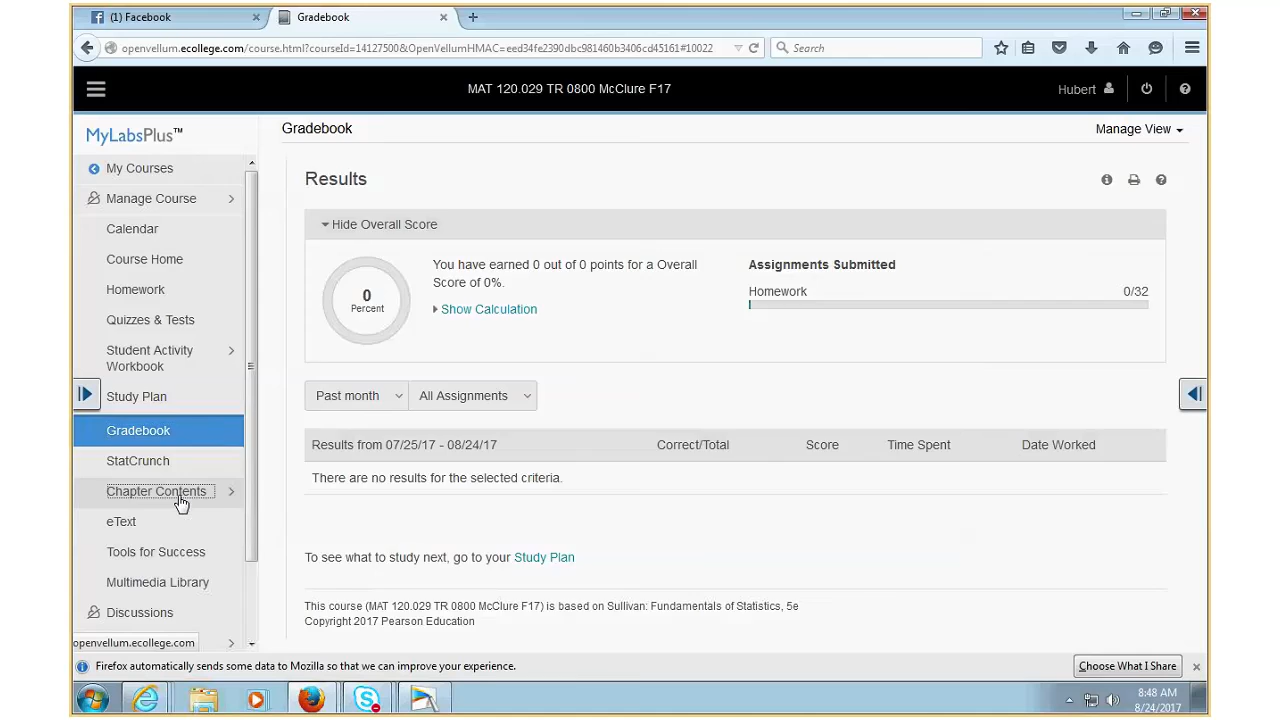 (1) Facebook
Gradebook
openvellum.ecollege.com/course.html?courseId=14127500&OpenVellumHMAC=eed34fe2390dbc981460b3406cd45161#10022
Search
MAT 120.029 TR 0800 McClure F17
Hubert
MyLabsPlus™
My Courses
Manage Course
Calendar
Course Home
Homework
Quizzes & Tests
Student Activity
Workbook
Study Plan
Gradebook
StatCrunch
Chapter Contents
eText
Tools for Success
Multimedia Library
Discussions
openvellum.ecollege.com
Gradebook
Manage View
Results
Hide Overall Score
0
Percent
You have earned 0 out of 0 points for a Overall
Score of 0%.
Show Calculation
Assignments Submitted
Homework 0/32
Past month
All Assignments
Results from 07/25/17 - 08/24/17 Correct/Total Score Time Spent Date Worked
There are no results for the selected criteria.
To see what to study next, go to your Study Plan
This course (MAT 120.029 TR 0800 McClure F17) is based on Sullivan: Fundamentals of Statistics, 5e
Copyright 2017 Pearson Education
Firefox automatically sends some data to Mozilla so that we can improve your experience.
Choose What I Share
8:48 AM
8/24/2017